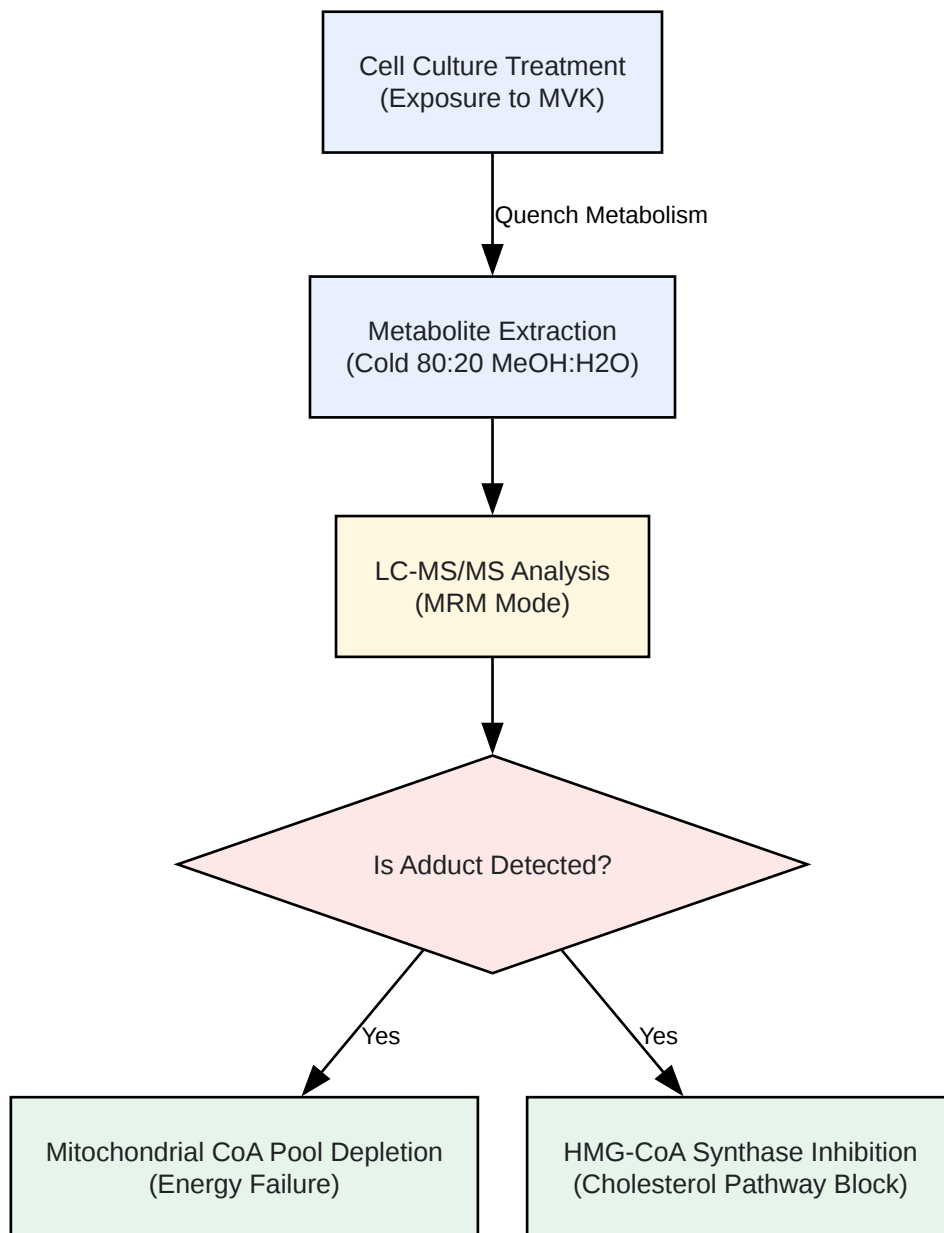 Cell Culture Treatment
(Exposure to MVK)
Quench Metabolism
Metabolite Extraction
(Cold 80:20 MeOH:H2O)
LC-MS/MS Analysis
(MRM Mode)
Is Adduct Detected?
Yes
Yes
Mitochondrial CoA Pool Depletion
(Energy Failure)
HMG-CoA Synthase Inhibition
(Cholesterol Pathway Block)